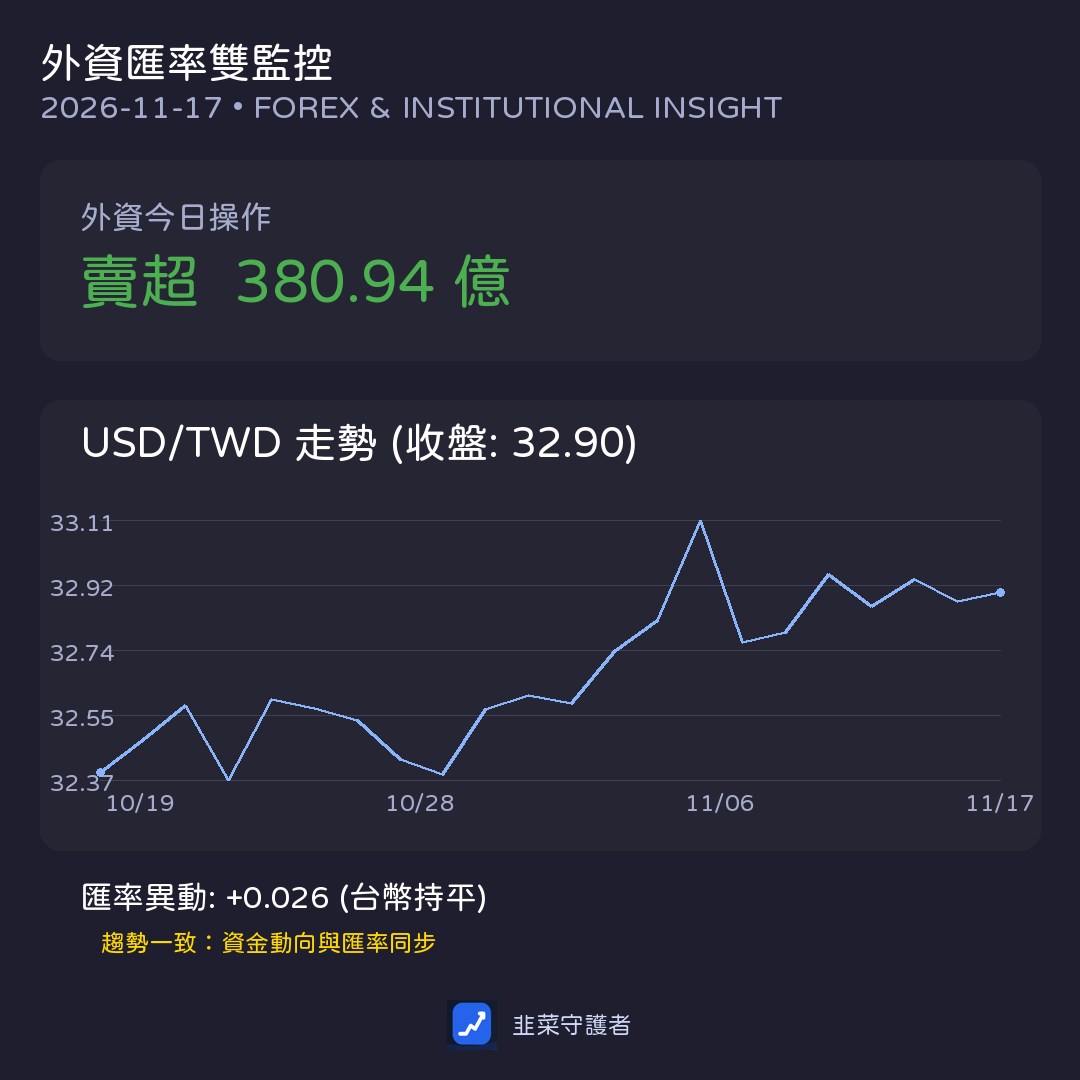 外資匯率雙監控
2026-11-17 • FOREX & INSTITUTIONAL INSIGHT
外資今日操作
賣超 380.94 億
USD/TWD 走勢 (收盤: 32.90)
33.11
32.92
32.74
32.55
32.37
10/19 10/28 11/06 11/17
匯率異動: +0.026 (台幣持平)
趨勢一致：資金動向與匯率同步
韭菜守護者